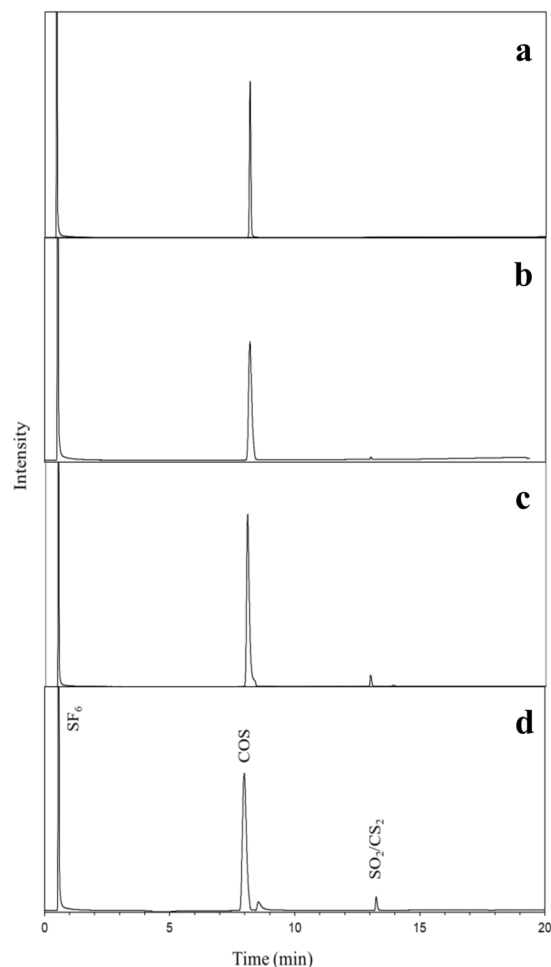 a
b
Intensity
c
d
SF₆
COS
SO₂/CS₂
0 5 10 15 20
Time (min)